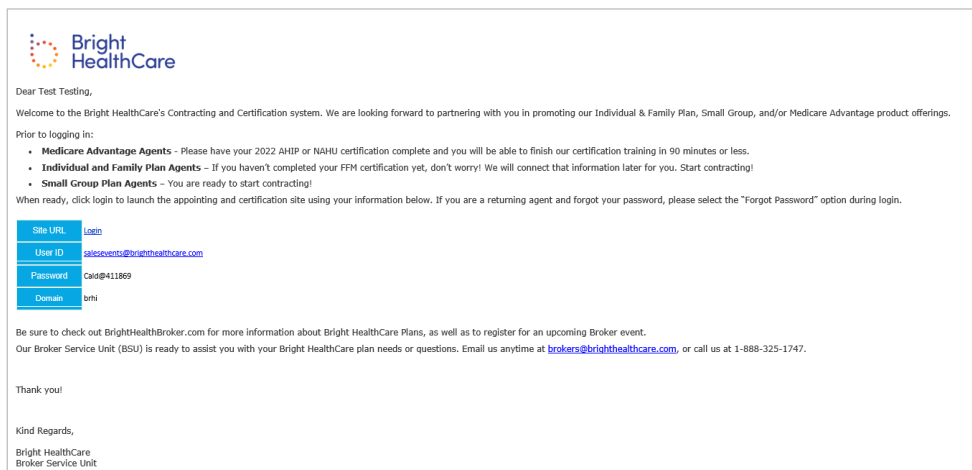 Bright
HealthCare
Dear Test Testing,
Welcome to the Bright HealthCare's Contracting and Certification system. We are looking forward to partnering with you in promoting our Individual & Family Plan, Small Group, and/or Medicare Advantage product offerings.
Prior to logging in:
• Medicare Advantage Agents - Please have your 2022 AHIP or NAHU certification complete and you will be able to finish our certification training in 90 minutes or less.
• Individual and Family Plan Agents – If you haven’t completed your FFM certification yet, don’t worry! We will connect that information later for you. Start contracting!
• Small Group Plan Agents – You are ready to start contracting!
When ready, click login to launch the appointing and certification site using your information below. If you are a returning agent and forgot your password, please select the “Forgot Password” option during login.
Site URL Login
User ID salesevents@brighthealthcare.com
Password Cald@411869
Domain brhi
Be sure to check out BrightHealthBroker.com for more information about Bright HealthCare Plans, as well as to register for an upcoming Broker event.
Our Broker Service Unit (BSU) is ready to assist you with your Bright HealthCare plan needs or questions. Email us anytime at brokers@brighthealthcare.com, or call us at 1-888-325-1747.
Thank you!
Kind Regards,
Bright HealthCare
Broker Service Unit